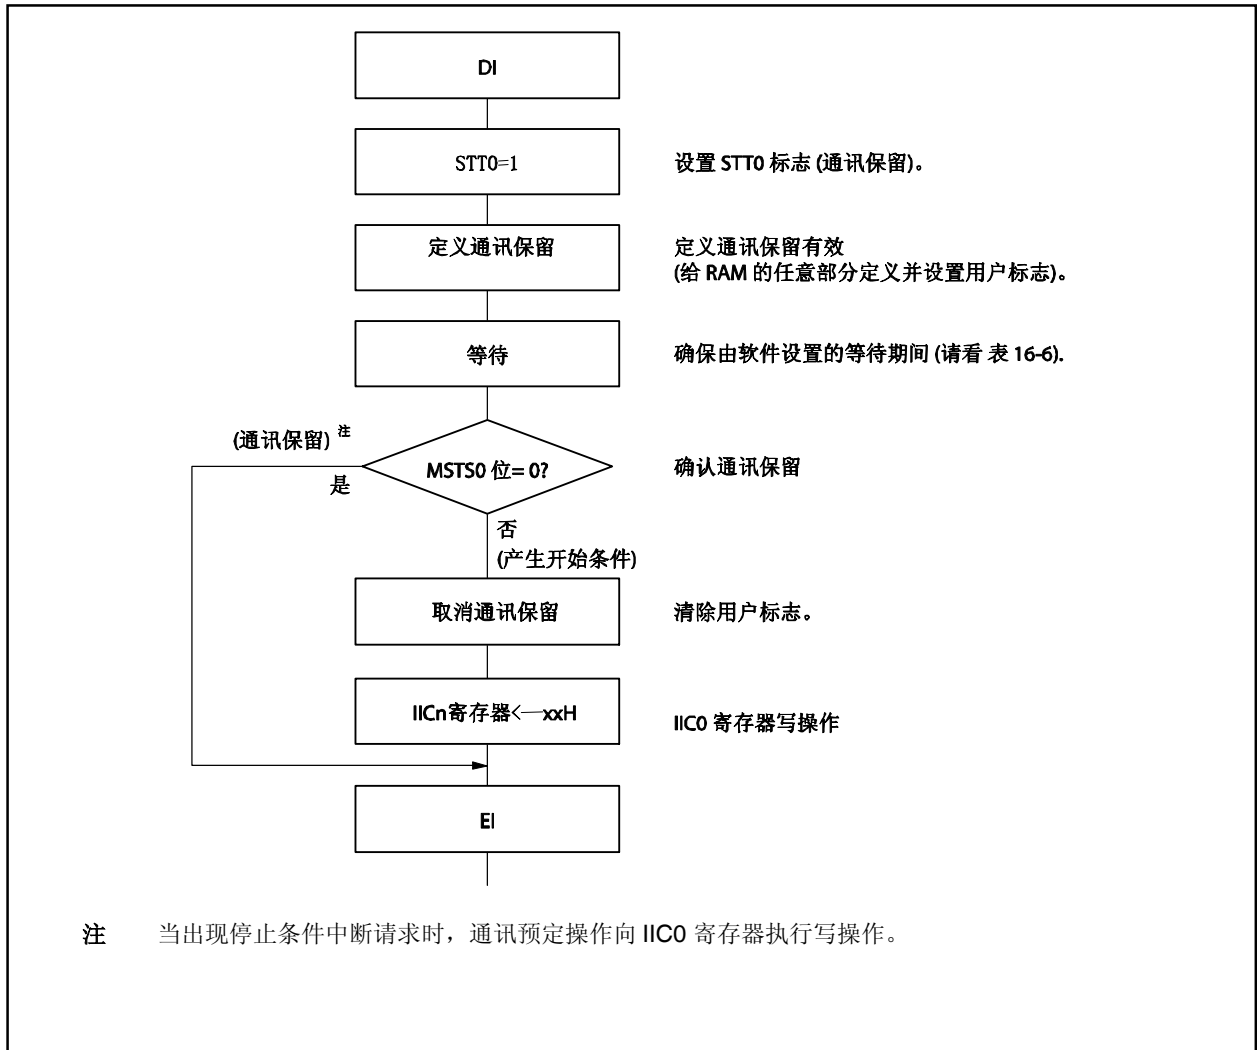 DI
STT0=1
设置 STT0 标志 (通讯保留)。
定义通讯保留
定义通讯保留有效
(给 RAM 的任意部分定义并设置用户标志)。
等待
确保由软件设置的等待期间 (请看 表 16-6).
(通讯保留) 注
是
MSTS0 位= 0?
确认通讯保留
否
(产生开始条件)
取消通讯保留
清除用户标志。
IICn寄存器<—xxH
IIC0 寄存器写操作
EI
注 当出现停止条件中断请求时，通讯预定操作向 IIC0 寄存器执行写操作。